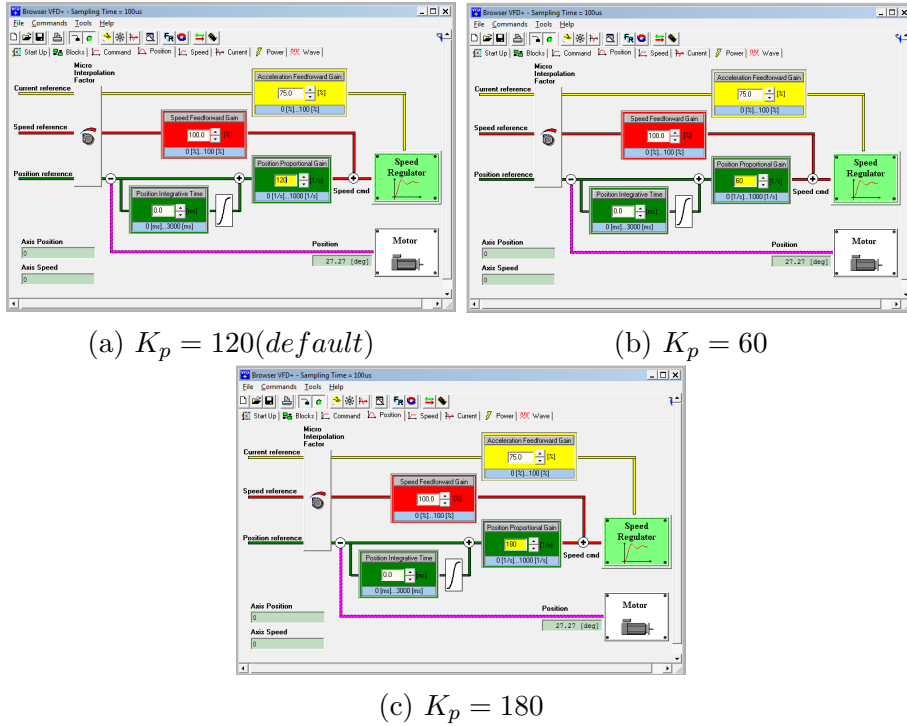 Browser VFD+ - Sampling Time = 100us
File Commands Tools Help
Start Up Blocks Command Position Speed Current Power Wave
Micro
Interpolation
Factor
Acceleration Feedforward Gain
Current reference
75.0 [%]
0 [%]...100 [%]
Speed Feedforward Gain
Speed reference
100.0 [%]
0 [%]...100 [%]
Speed
Regulator
Position Proportional Gain
Position reference
120 [1/s]
Speed cmd
0 [1/s]...1000 [1/s]
Position Integrative Time
0.0 [ms]
0 [ms]...3000 [ms]
Motor
Axis Position
0
Position
27.27 [deg]
Axis Speed
0
(a) K_p = 120(default)
Browser VFD+ - Sampling Time = 100us
File Commands Tools Help
Start Up Blocks Command Position Speed Current Power Wave
Micro
Interpolation
Factor
Acceleration Feedforward Gain
Current reference
75.0 [%]
0 [%]...100 [%]
Speed Feedforward Gain
Speed reference
100.0 [%]
0 [%]...100 [%]
Speed
Regulator
Position Proportional Gain
Position reference
60 [1/s]
Speed cmd
0 [1/s]...1000 [1/s]
Position Integrative Time
0.0 [ms]
0 [ms]...3000 [ms]
Motor
Axis Position
0
Position
27.27 [deg]
Axis Speed
0
(b) K_p = 60
Browser VFD+ - Sampling Time = 100us
File Commands Tools Help
Start Up Blocks Command Position Speed Current Power Wave
Micro
Interpolation
Factor
Acceleration Feedforward Gain
Current reference
75.0 [%]
0 [%]...100 [%]
Speed Feedforward Gain
Speed reference
100.0 [%]
0 [%]...100 [%]
Speed
Regulator
Position Proportional Gain
Position reference
180 [1/s]
Speed cmd
0 [1/s]...1000 [1/s]
Position Integrative Time
0.0 [ms]
0 [ms]...3000 [ms]
Motor
Axis Position
0
Position
27.27 [deg]
Axis Speed
0
(c) K_p = 180